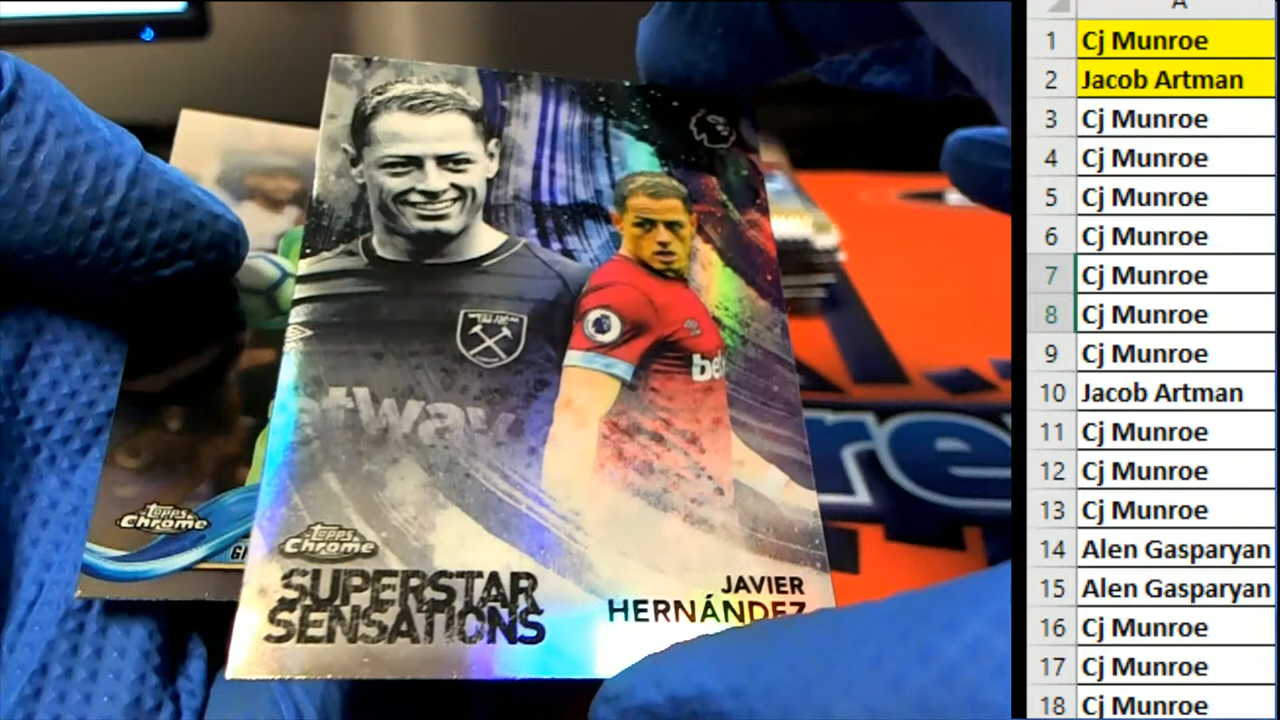 etway
bet
Topps
Chrome
Topps
Chrome
SUPERSTAR
SENSATIONS
JAVIER
HERNÁNDEZ
re
A
1 Cj Munroe
2 Jacob Artman
3 Cj Munroe
4 Cj Munroe
5 Cj Munroe
6 Cj Munroe
7 Cj Munroe
8 Cj Munroe
9 Cj Munroe
10 Jacob Artman
11 Cj Munroe
12 Cj Munroe
13 Cj Munroe
14 Alen Gasparyan
15 Alen Gasparyan
16 Cj Munroe
17 Cj Munroe
18 Cj Munroe